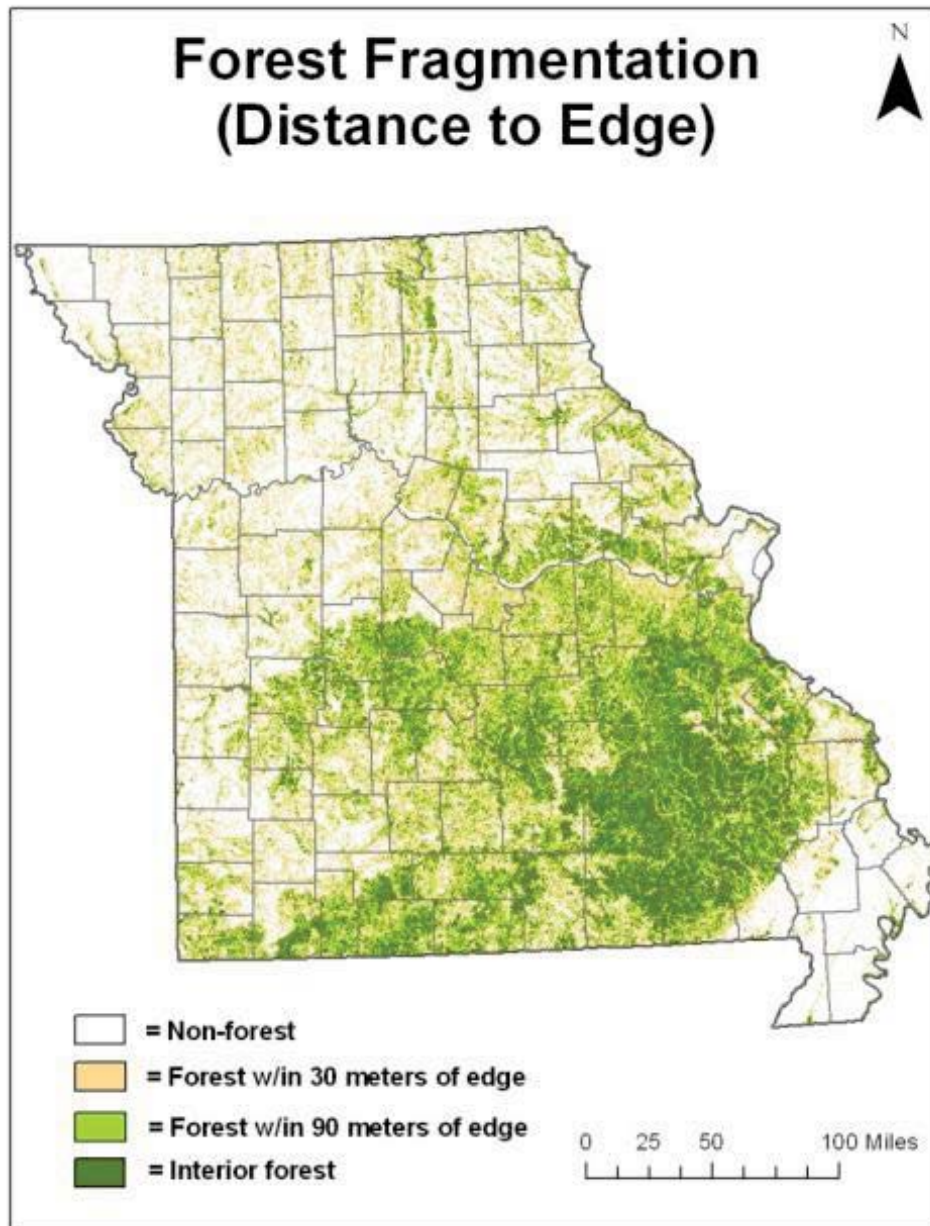 Forest Fragmentation
(Distance to Edge)
N
= Non-forest
= Forest w/in 30 meters of edge
= Forest w/in 90 meters of edge
= Interior forest
0 25 50 100 Miles